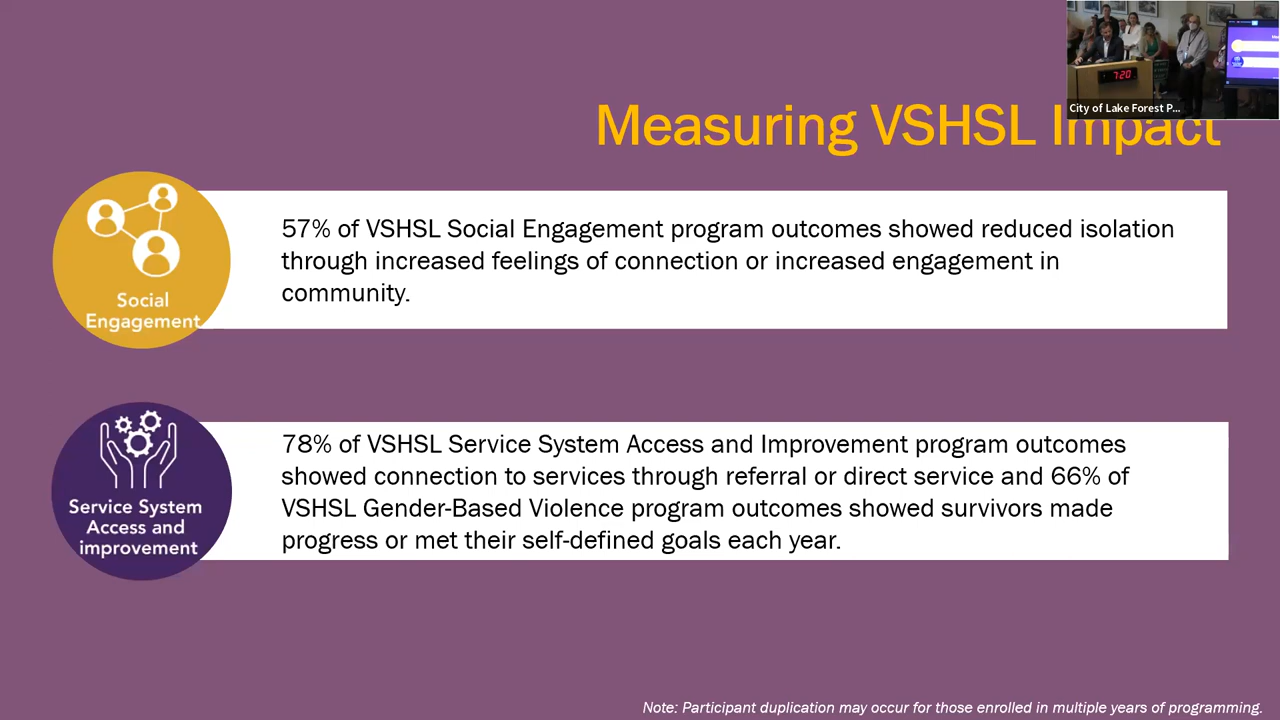 7:20
City of Lake Forest P...
Measuring VSHSL Impact
Social
Engagement
57% of VSHSL Social Engagement program outcomes showed reduced isolation
through increased feelings of connection or increased engagement in
community.
Service System
Access and
improvement
78% of VSHSL Service System Access and Improvement program outcomes
showed connection to services through referral or direct service and 66% of
VSHSL Gender-Based Violence program outcomes showed survivors made
progress or met their self-defined goals each year.
Note: Participant duplication may occur for those enrolled in multiple years of programming.